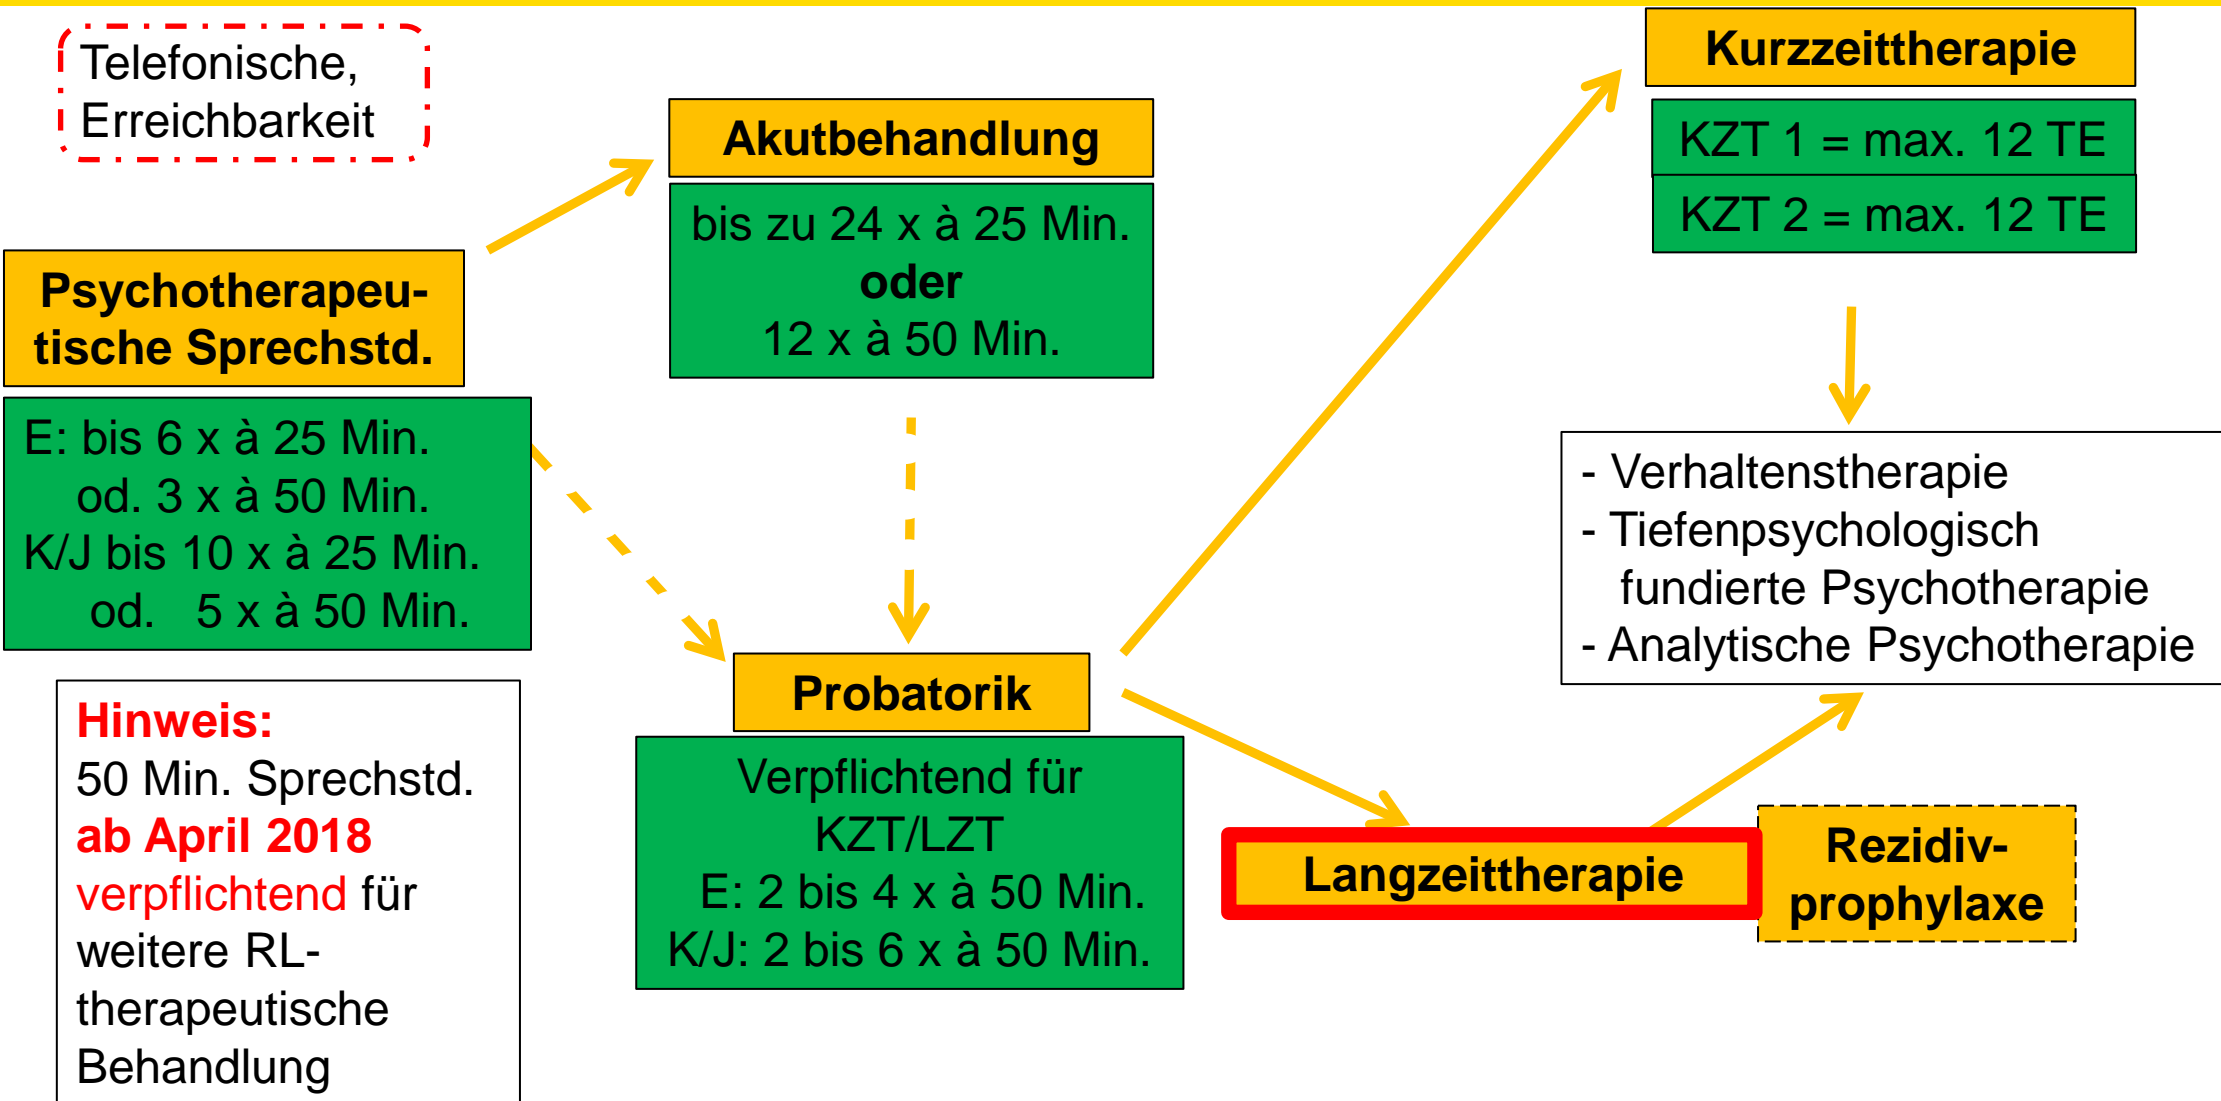 Telefonische,
Erreichbarkeit
Psychotherapeu-
tische Sprechstd.
E: bis 6 x à 25 Min.
od. 3 x à 50 Min.
K/J bis 10 x à 25 Min.
od. 5 x à 50 Min.
Hinweis:
50 Min. Sprechstd.
ab April 2018
verpflichtend für
weitere RL-
therapeutische
Behandlung
Akutbehandlung
bis zu 24 x à 25 Min.
oder
12 x à 50 Min.
Probatorik
Verpflichtend für
KZT/LZT
E: 2 bis 4 x à 50 Min.
K/J: 2 bis 6 x à 50 Min.
Kurzzeittherapie
KZT 1 = max. 12 TE
KZT 2 = max. 12 TE
- Verhaltenstherapie
- Tiefenpsychologisch
fundierte Psychotherapie
- Analytische Psychotherapie
Langzeittherapie
Rezidiv-
prophylaxe